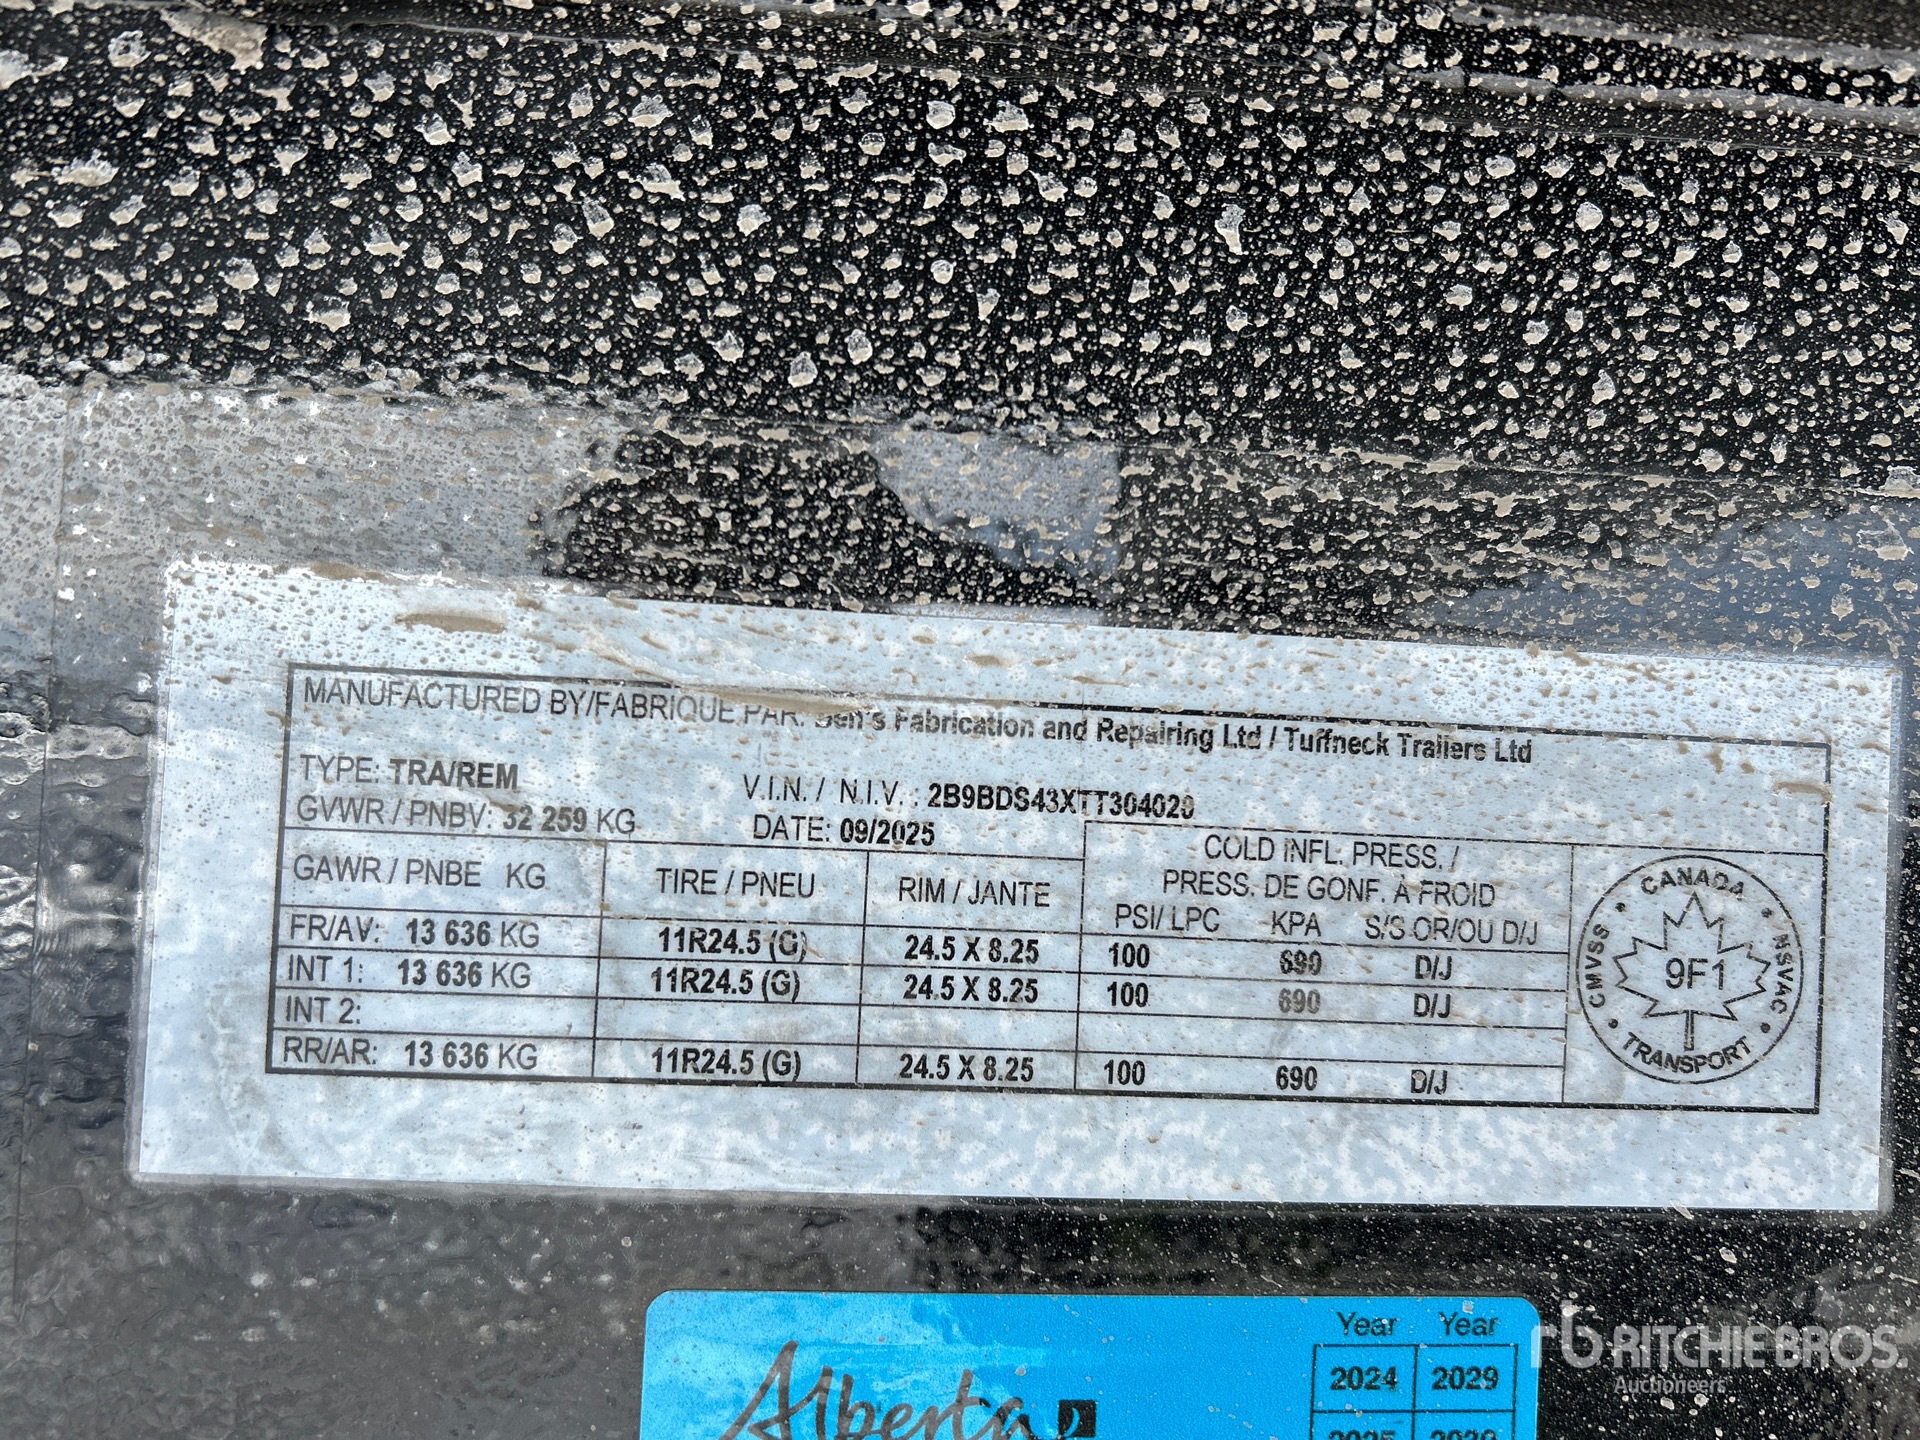 MANUFACTURED BY/FABRIQUE PAR: Ben's Fabrication and Repairing Ltd / Tuffneck Trailers Ltd
TYPE: TRA/REM V.I.N. / N.I.V. : 2B9BDS43XTT304020
GVWR / PNBV: 32 259 KG DATE: 09/2025
GAWR / PNBE KG TIRE / PNEU RIM / JANTE COLD INFL. PRESS. /
PRESS. DE GONF. À FROID
PSI/ LPC KPA S/S OR/OU D/J
FR/AV: 13 636 KG 11R24.5 (G) 24.5 X 8.25 100 690 D/J
INT 1: 13 636 KG 11R24.5 (G) 24.5 X 8.25 100 690 D/J
INT 2:
RR/AR: 13 636 KG 11R24.5 (G) 24.5 X 8.25 100 690 D/J
CANADA
CMVSS • NSVAC
9F1
TRANSPORT
Alberta
Year Year
2024 2029
2025 2030
rb RITCHIE BROS.
Auctioneers